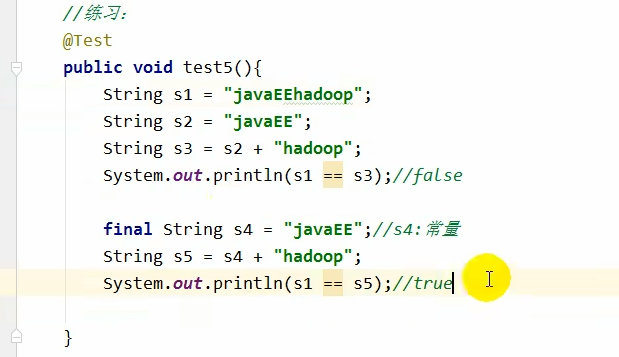 //练习:
@Test
public void test5(){
String s1 = "javaEEhadoop";
String s2 = "javaEE";
String s3 = s2 + "hadoop";
System.out.println(s1 == s3);//false
final String s4 = "javaEE";//s4:常量
String s5 = s4 + "hadoop";
System.out.println(s1 == s5);//true
}